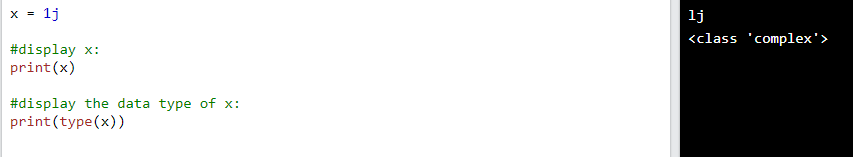 x = 1j
#display x:
print(x)
#display the data type of x:
print(type(x))
1j
<class 'complex'>